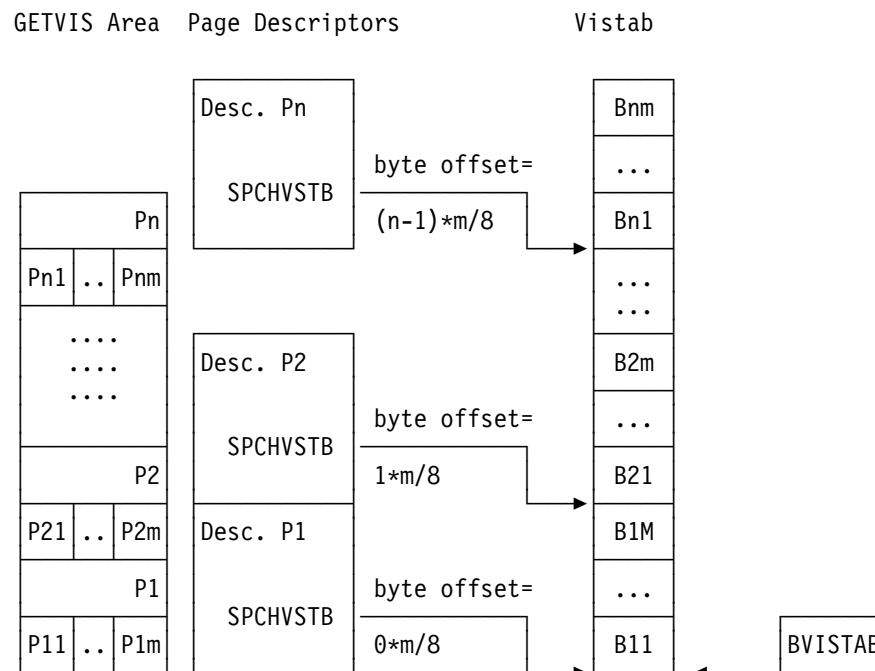 GETVIS Area Page Descriptors Vistab
Desc. Pn Bnm
byte offset= ...
SPCHVSTB
Pn (n-1)*m/8 Bn1
Pn1 .. Pnm ...
...
....
.... Desc. P2 B2m
....
byte offset= ...
SPCHVSTB
P2 1*m/8 B21
P21 .. P2m Desc. P1 B1M
P1 byte offset= ...
SPCHVSTB
P11 .. P1m 0*m/8 B11 BVISTAB